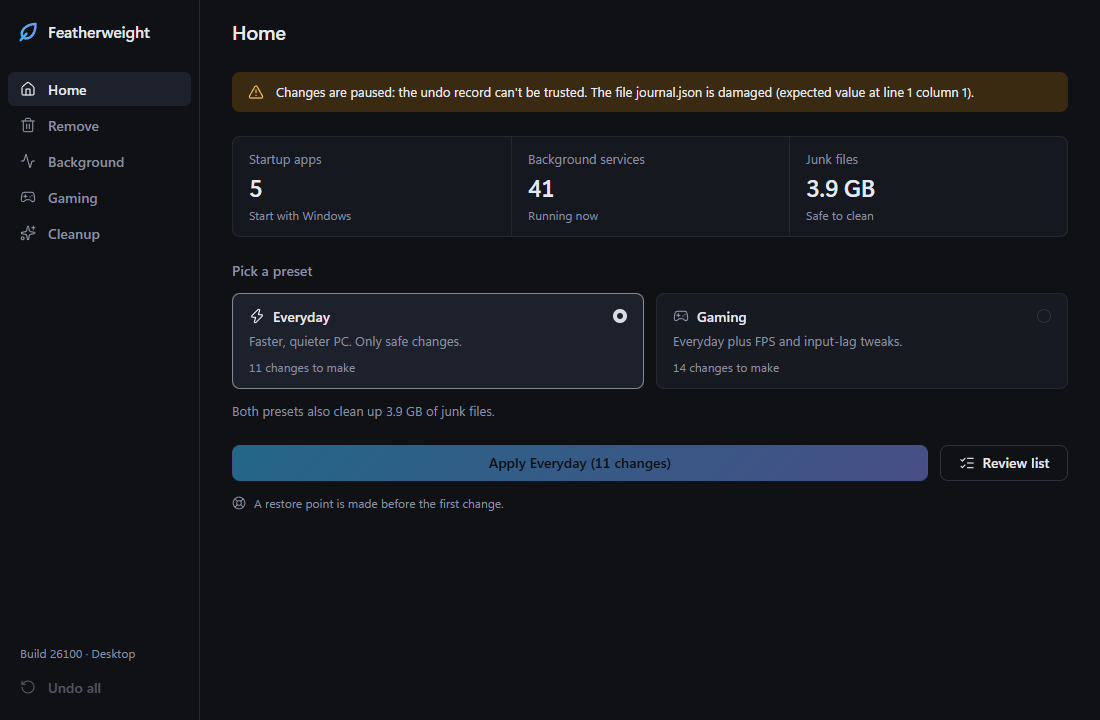 Featherweight
Home
Remove
Background
Gaming
Cleanup
Build 26100 · Desktop
Undo all
Home
Changes are paused: the undo record can't be trusted. The file journal.json is damaged (expected value at line 1 column 1).
Startup apps
5
Start with Windows
Background services
41
Running now
Junk files
3.9 GB
Safe to clean
Pick a preset
Everyday
Faster, quieter PC. Only safe changes.
11 changes to make
Gaming
Everyday plus FPS and input-lag tweaks.
14 changes to make
Both presets also clean up 3.9 GB of junk files.
Apply Everyday (11 changes)
Review list
A restore point is made before the first change.